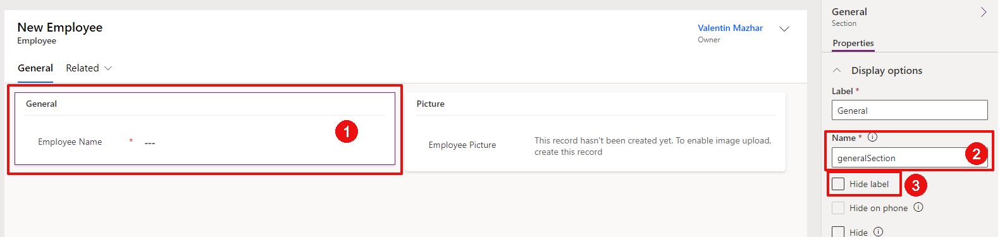 New Employee
Employee
Valentin Mazhar
Owner
General
Related
General
Employee Name * ---
1
Picture
Employee Picture
This record hasn't been created yet. To enable image upload,
create this record
General
Section
Properties
Display options
Label *
General
Name *
generalSection
2
Hide label
3
Hide on phone
Hide